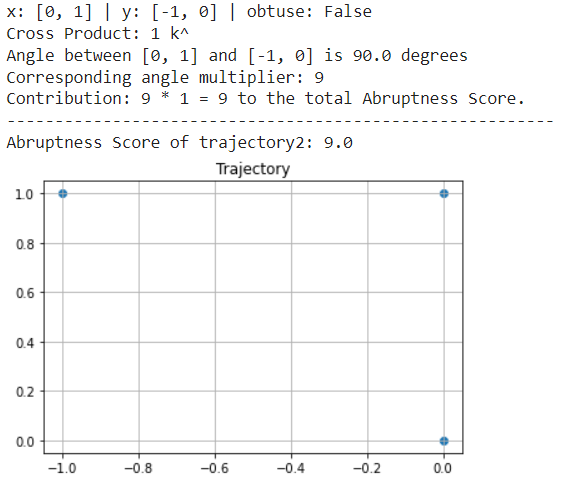 x: [0, 1] | y: [-1, 0] | obtuse: False
Cross Product: 1 k^
Angle between [0, 1] and [-1, 0] is 90.0 degrees
Corresponding angle multiplier: 9
Contribution: 9 * 1 = 9 to the total Abruptness Score.
--------------------------------------------------------
Abruptness Score of trajectory2: 9.0
Trajectory
1.0
0.8
0.6
0.4
0.2
0.0
−1.0 −0.8 −0.6 −0.4 −0.2 0.0